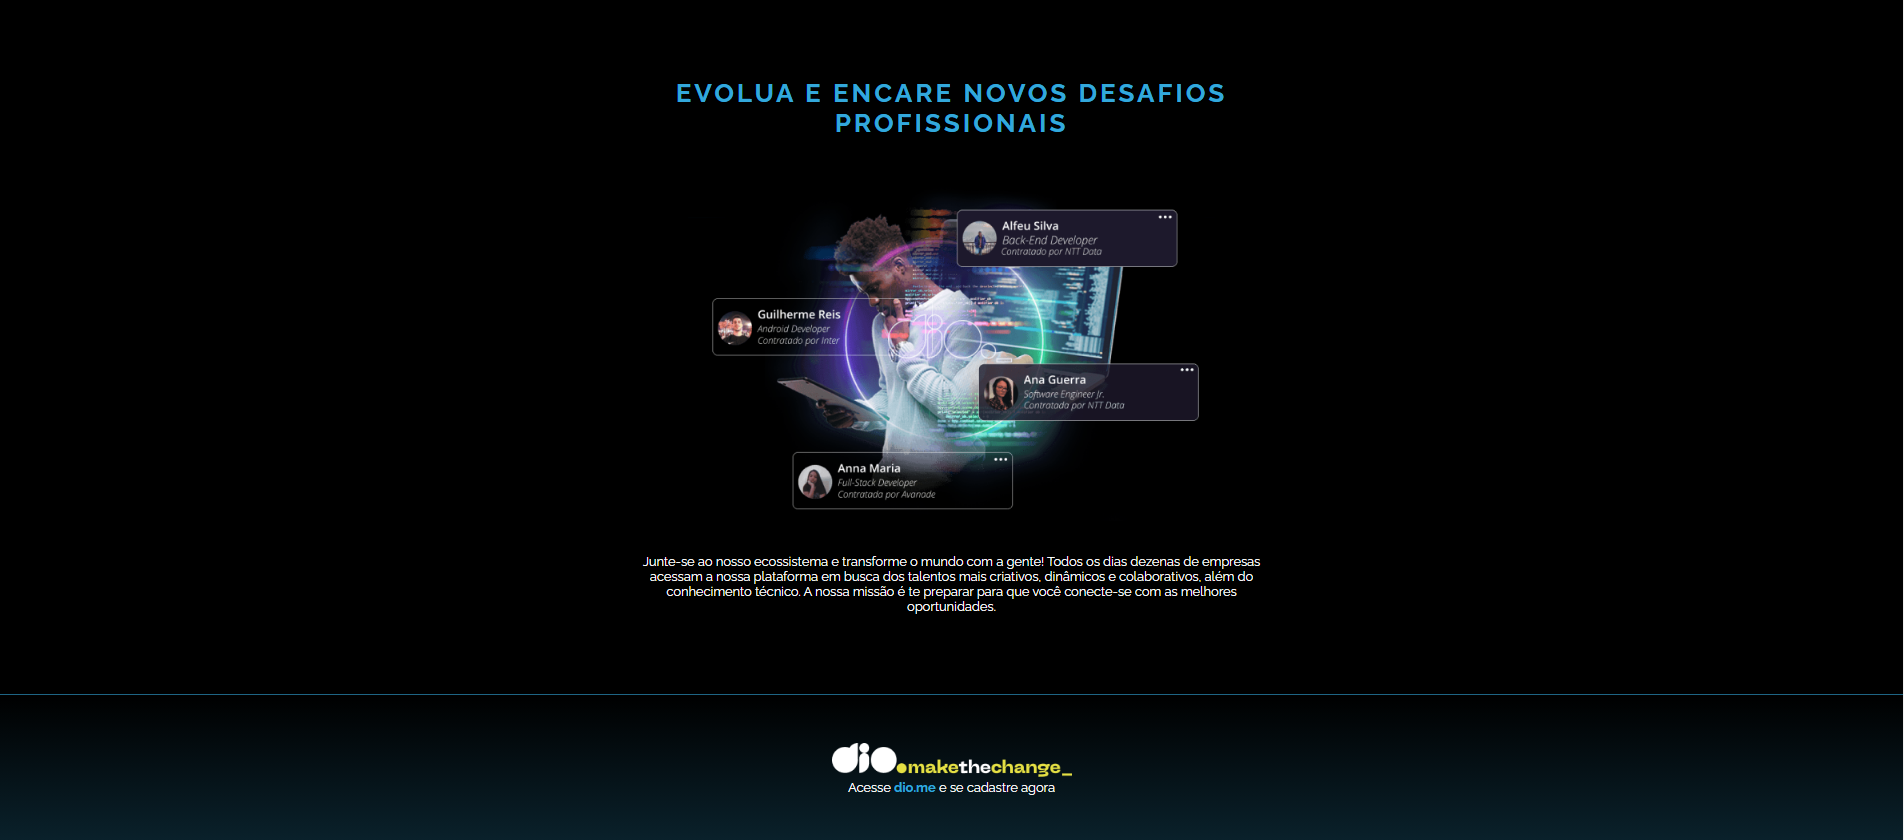 EVOLUA E ENCARE NOVOS DESAFIOS
PROFISSIONAIS
Alfeu Silva
Back-End Developer
Contratado por NTT Data
Guilherme Reis
Android Developer
Contratado por Inter
dio.
Ana Guerra
Software Engineer Jr.
Contratada por NTT Data
Anna Maria
Full-Stack Developer
Contratada por Avanade
Junte-se ao nosso ecossistema e transforme o mundo com a gente! Todos os dias dezenas de empresas
acessam a nossa plataforma em busca dos talentos mais criativos, dinâmicos e colaborativos, além do
conhecimento técnico. A nossa missão é te preparar para que você conecte-se com as melhores
oportunidades.
dio.makethechange_
Acesse dio.me e se cadastre agora